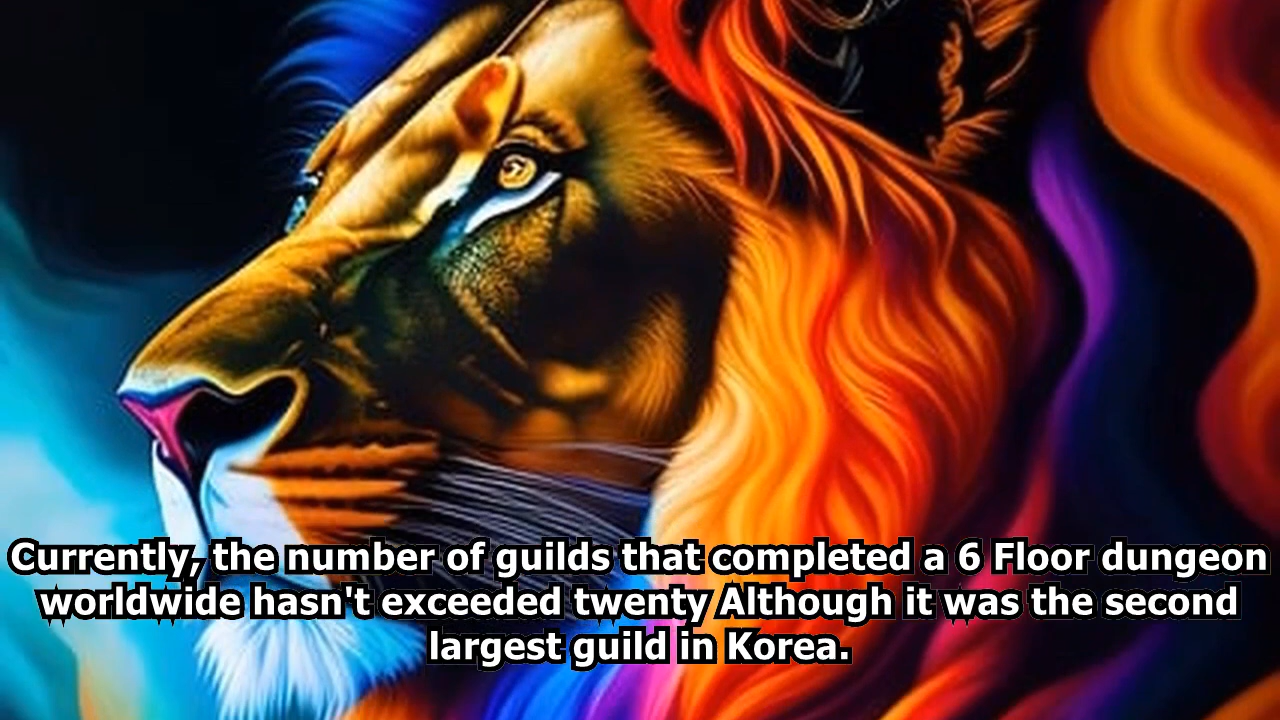 Currently, the number of guilds that completed a 6 Floor dungeon
worldwide hasn't exceeded twenty Although it was the second
largest guild in Korea.